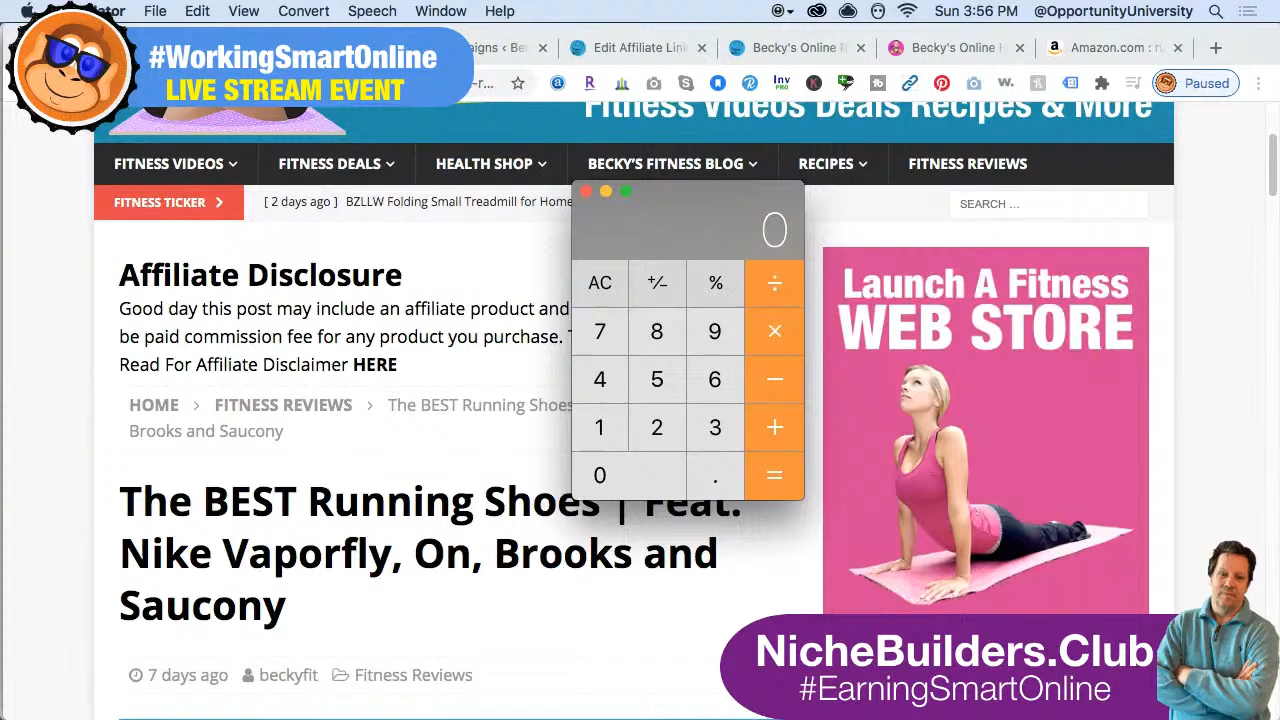 File Edit View Convert Speech Window Help
Sun 3:56 PM @OpportunityUniversity
#WorkingSmartOnline
LIVE STREAM EVENT
Edit Affiliate Lin
Becky's Online
Becky's Online
Amazon.com : ru
Inv
PRO
Paused
Fitness Videos Deals Recipes & More
FITNESS VIDEOS
FITNESS DEALS
HEALTH SHOP
BECKY'S FITNESS BLOG
RECIPES
FITNESS REVIEWS
FITNESS TICKER
[ 2 days ago ] BZLLW Folding Small Treadmill for Home
SEARCH ...
0
AC +/− % ÷
7 8 9 ×
4 5 6 −
1 2 3 +
0 . =
Affiliate Disclosure
Good day this post may include an affiliate product and
be paid commission fee for any product you purchase.
Read For Affiliate Disclaimer HERE
HOME > FITNESS REVIEWS > The BEST Running Shoes
Brooks and Saucony
The BEST Running Shoes | Feat.
Nike Vaporfly, On, Brooks and
Saucony
7 days ago beckyfit Fitness Reviews
Launch A Fitness
WEB STORE
NicheBuilders.Club
#EarningSmartOnline